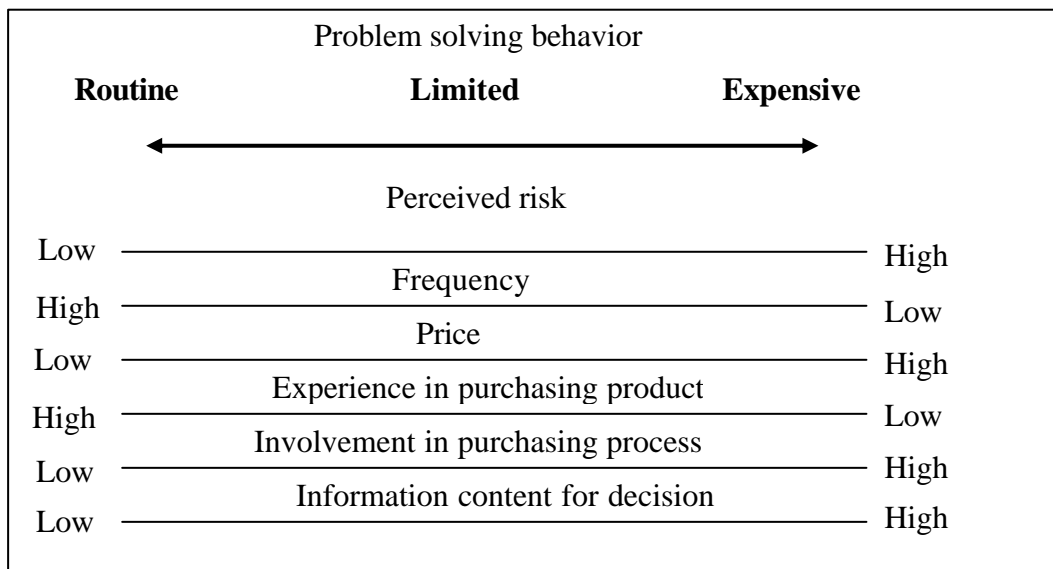 Problem solving behavior
Routine Limited Expensive
Perceived risk
Low High
Frequency
High Low
Price
Low High
Experience in purchasing product
High Low
Involvement in purchasing process
Low High
Information content for decision
Low High